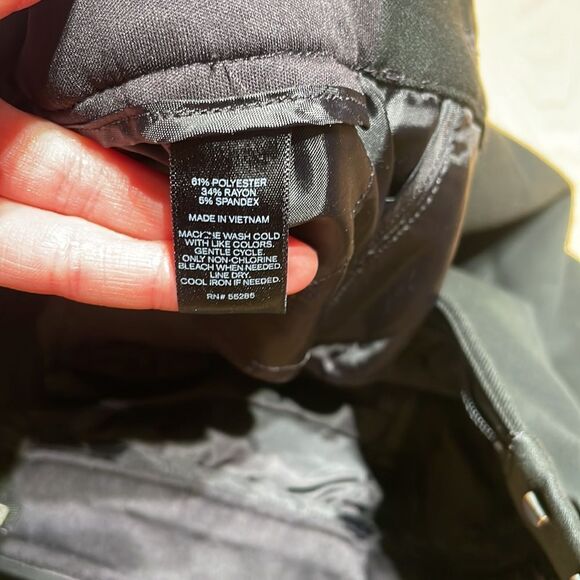 61% POLYESTER
34% RAYON
5% SPANDEX
MADE IN VIETNAM
MACHINE WASH COLD
WITH LIKE COLORS.
GENTLE CYCLE.
ONLY NON-CHLORINE
BLEACH WHEN NEEDED.
LINE DRY.
COOL IRON IF NEEDED.
RN# 55285